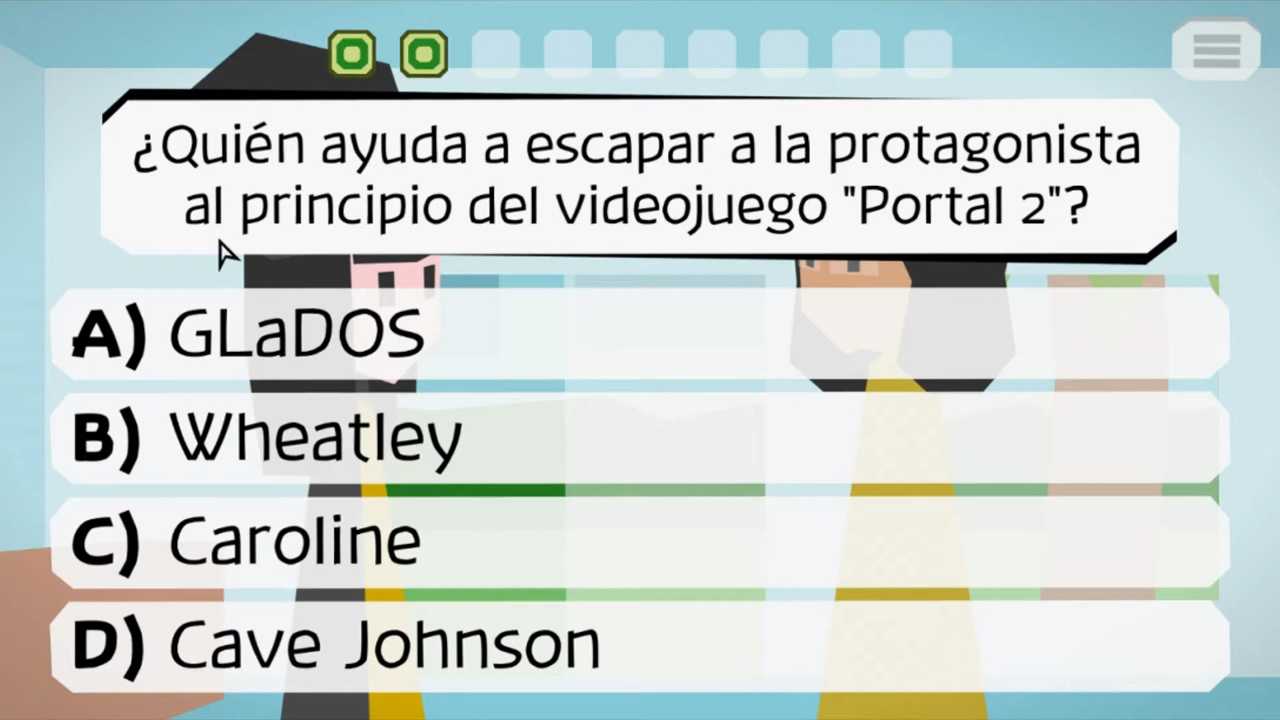 ¿Quién ayuda a escapar a la protagonista
al principio del videojuego "Portal 2"?
A) GLaDOS
B) Wheatley
C) Caroline
D) Cave Johnson